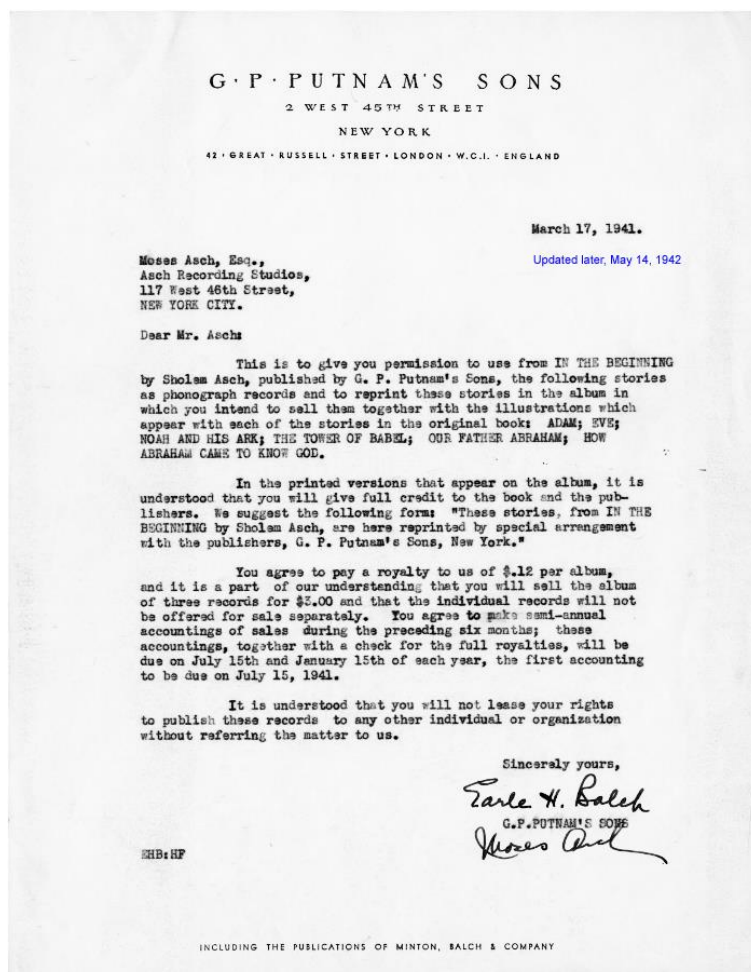 G · P · PUTNAM'S SONS
2 WEST 45TH STREET
NEW YORK
42 · GREAT · RUSSELL · STREET · LONDON · W.C.I. · ENGLAND
March 17, 1941.
Updated later, May 14, 1942
Moses Asch, Esq.,
Asch Recording Studios,
117 West 46th Street,
NEW YORK CITY.
Dear Mr. Asch:
This is to give you permission to use from IN THE BEGINNING
by Sholem Asch, published by G. P. Putnam's Sons, the following stories
as phonograph records and to reprint these stories in the album in
which you intend to sell them together with the illustrations which
appear with each of the stories in the original book: ADAM; EVE;
NOAH AND HIS ARK; THE TOWER OF BABEL; OUR FATHER ABRAHAM; HOW
ABRAHAM CAME TO KNOW GOD.
In the printed versions that appear on the album, it is
understood that you will give full credit to the book and the pub-
lishers. We suggest the following form: "These stories, from IN THE
BEGINNING by Sholem Asch, are here reprinted by special arrangement
with the publishers, G. P. Putnam's Sons, New York."
You agree to pay a royalty to us of $.12 per album,
and it is a part of our understanding that you will sell the album
of three records for $3.00 and that the individual records will not
be offered for sale separately. You agree to make semi-annual
accountings of sales during the preceding six months; these
accountings, together with a check for the full royalties, will be
due on July 15th and January 15th of each year, the first accounting
to be due on July 15, 1941.
It is understood that you will not lease your rights
to publish these records to any other individual or organization
without referring the matter to us.
Sincerely yours,
Earle H. Balch
G.P.PUTNAM'S SONS
Moses Asch
EHB:HF
INCLUDING THE PUBLICATIONS OF MINTON, BALCH & COMPANY